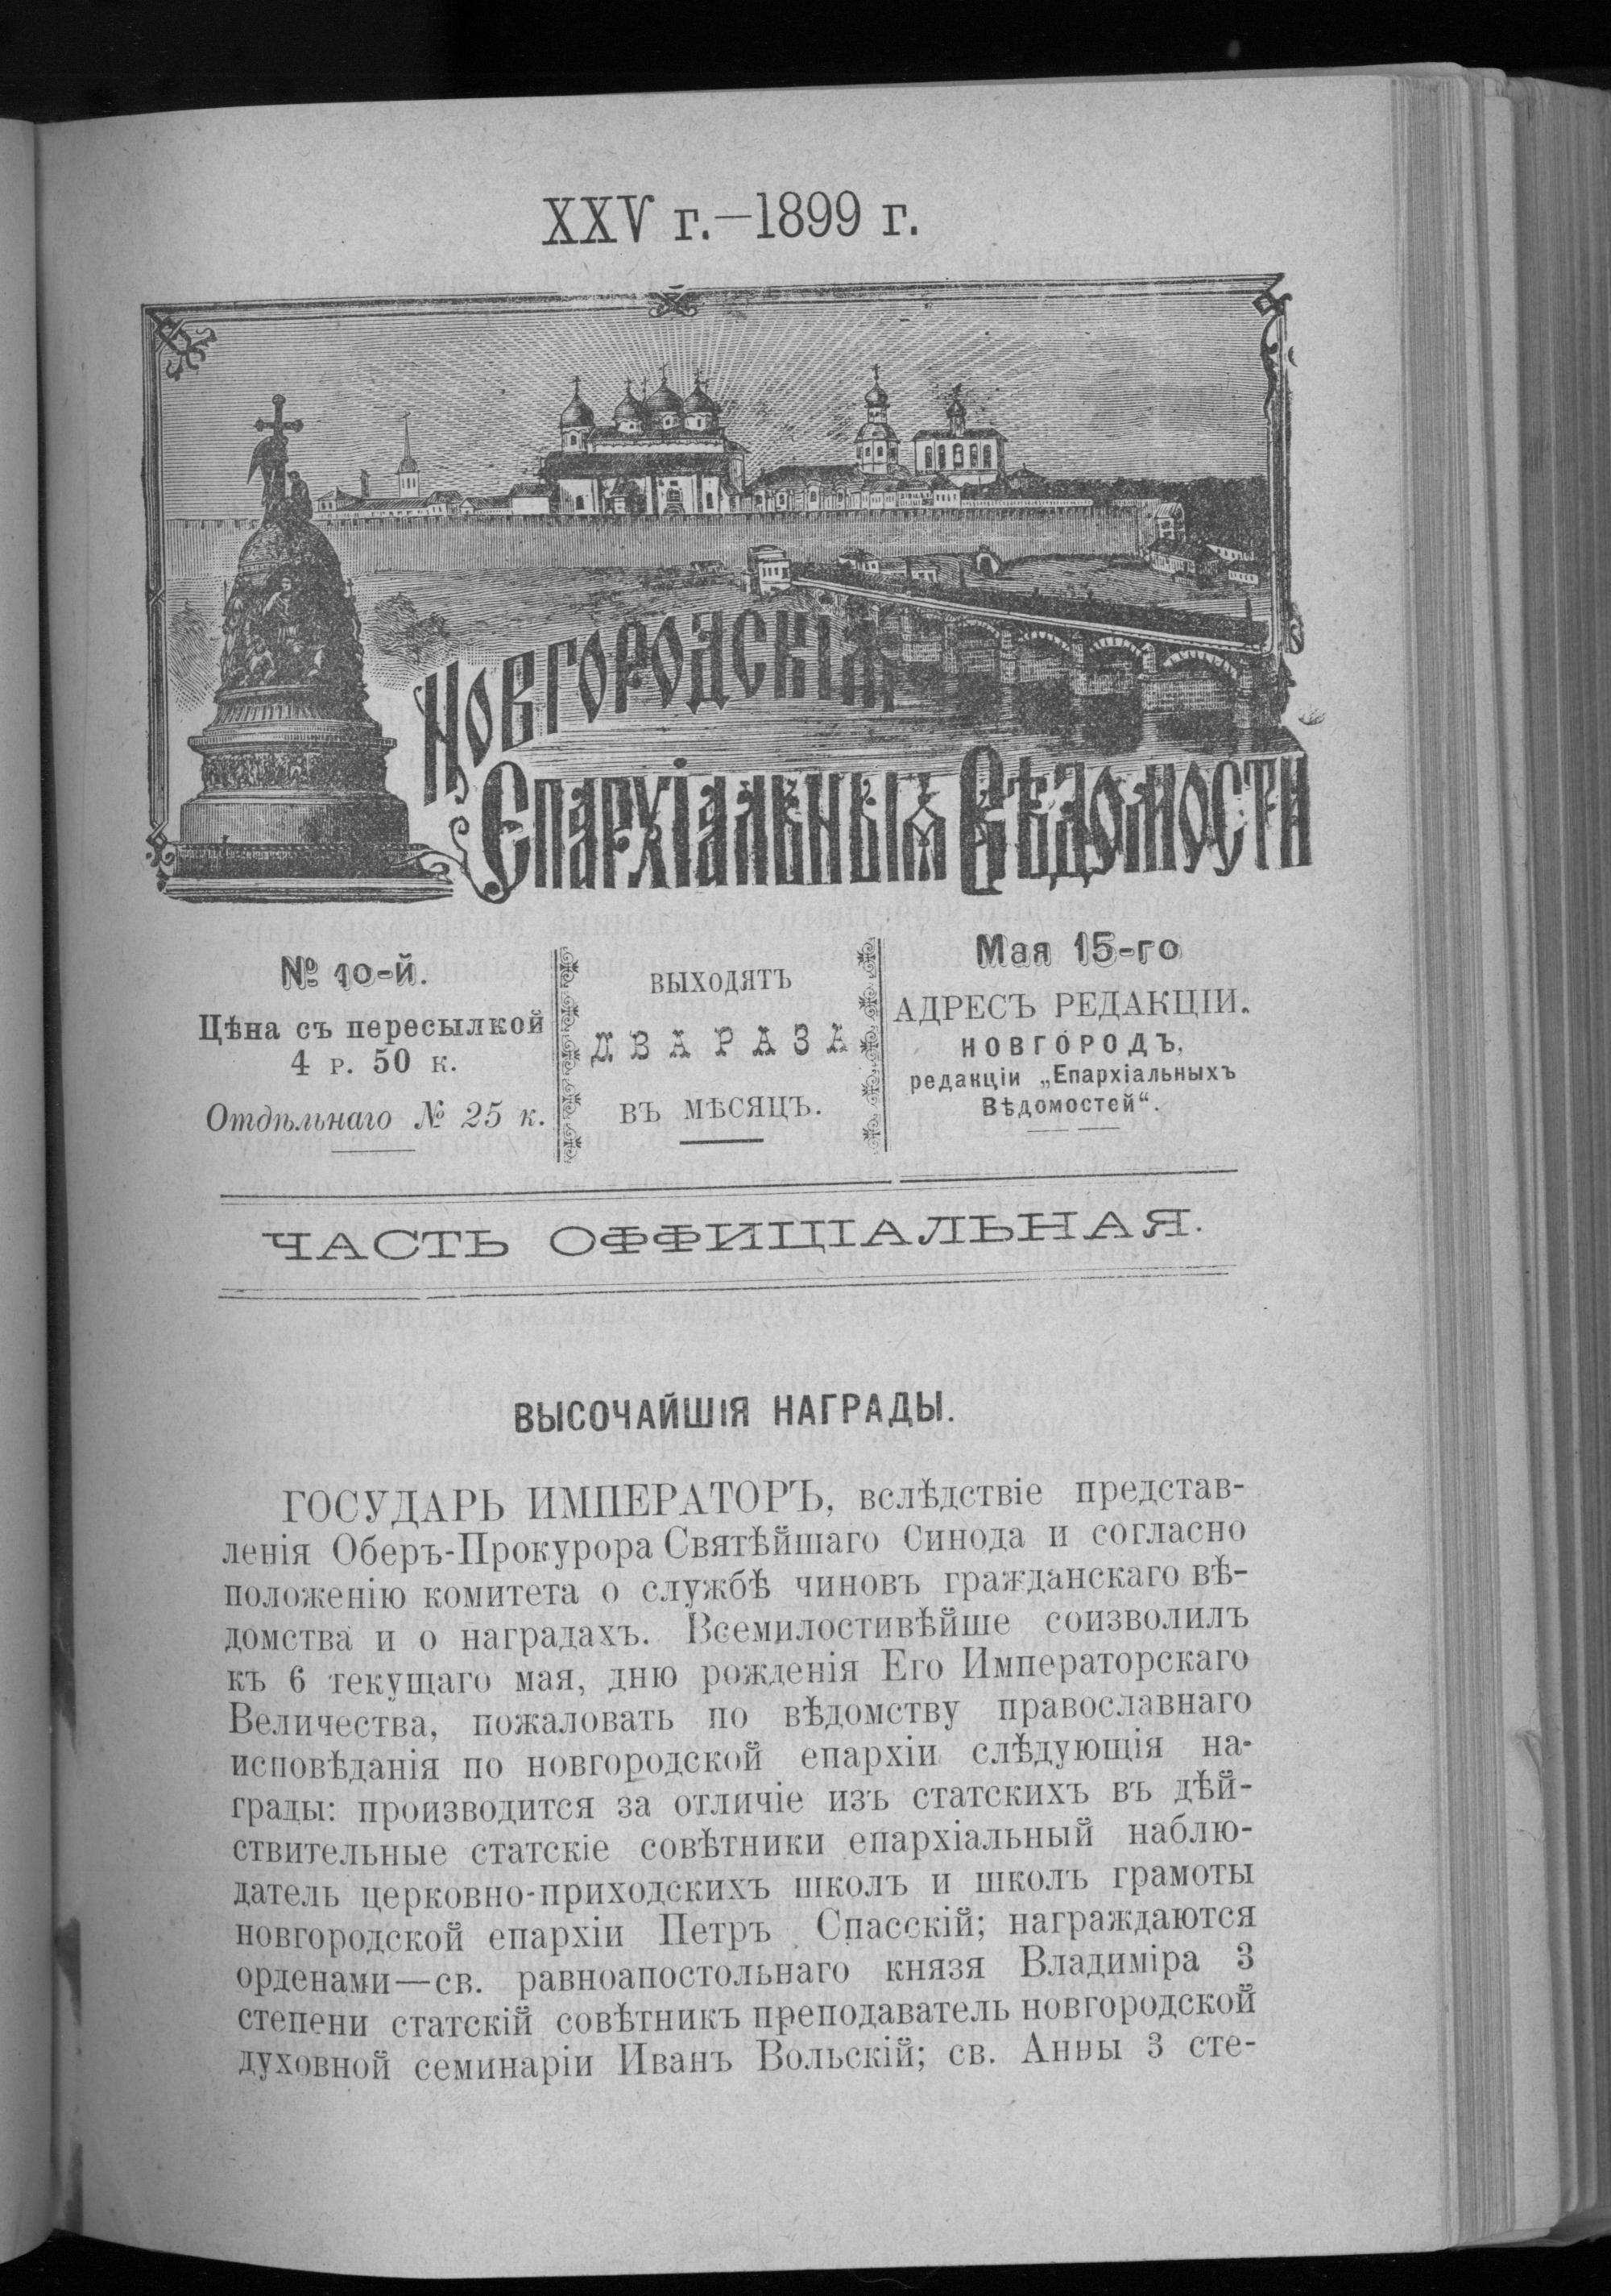 XXV г.—1899 г.
Новгородскія
Епархіальныя Вѣдомости
№ 10-й.
Цѣна съ пересылкой
4 р. 50 к.
Отдѣльнаго № 25 к.
ВЫХОДЯТЪ
ДВА РАЗА
ВЪ МѢСЯЦЪ.
Мая 15-го
АДРЕСЪ РЕДАКЦІИ.
НОВГОРОДЪ,
редакціи „Епархіальныхъ
Вѣдомостей“.
ЧАСТЬ ОФФИЦІАЛЬНАЯ.
ВЫСОЧАЙШІЯ НАГРАДЫ.
ГОСУДАРЬ ИМПЕРАТОРЪ, вслѣдствіе представ-
ленія Оберъ-Прокурора Святѣйшаго Синода и согласно
положенію комитета о службѣ чиновъ гражданскаго вѣ-
домства и о наградахъ. Всемилостивѣйше соизволилъ
къ 6 текущаго мая, дню рожденія Его Императорскаго
Величества, пожаловать по вѣдомству православнаго
исповѣданія по новгородской епархіи слѣдующія на-
грады: производится за отличіе изъ статскихъ въ дѣй-
ствительные статскіе совѣтники епархіальный наблю-
датель церковно-приходскихъ школъ и школъ грамоты
новгородской епархіи Петръ Спасскій; награждаются
орденами—св. равноапостольнаго князя Владиміра 3
степени статскій совѣтникъ преподаватель новгородской
духовной семинаріи Иванъ Вольскій; св. Анны 3 сте-